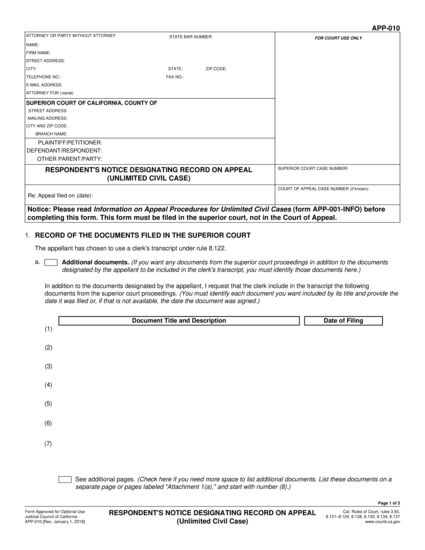 APP-010
ATTORNEY OR PARTY WITHOUT ATTORNEY
STATE BAR NUMBER:
NAME:
FIRM NAME:
STREET ADDRESS:
CITY:
STATE:
ZIP CODE:
TELEPHONE NO.:
FAX NO.:
E-MAIL ADDRESS:
ATTORNEY FOR (name):
FOR COURT USE ONLY
SUPERIOR COURT OF CALIFORNIA, COUNTY OF
STREET ADDRESS:
MAILING ADDRESS:
CITY AND ZIP CODE:
BRANCH NAME:
PLAINTIFF/PETITIONER:
DEFENDANT/RESPONDENT:
OTHER PARENT/PARTY:
RESPONDENT'S NOTICE DESIGNATING RECORD ON APPEAL
(UNLIMITED CIVIL CASE)
SUPERIOR COURT CASE NUMBER:
Re: Appeal filed on (date):
COURT OF APPEAL CASE NUMBER (if known):
Notice: Please read Information on Appeal Procedures for Unlimited Civil Cases (form APP-001-INFO) before
completing this form. This form must be filed in the superior court, not in the Court of Appeal.
1. RECORD OF THE DOCUMENTS FILED IN THE SUPERIOR COURT
The appellant has chosen to use a clerk's transcript under rule 8.122.
a. Additional documents. (If you want any documents from the superior court proceedings in addition to the documents
designated by the appellant to be included in the clerk's transcript, you must identify those documents here.)
In addition to the documents designated by the appellant, I request that the clerk include in the transcript the following
documents from the superior court proceedings. (You must identify each document you want included by its title and provide the
date it was filed or, if that is not available, the date the document was signed.)
Document Title and Description
Date of Filing
(1)
(2)
(3)
(4)
(5)
(6)
(7)
See additional pages. (Check here if you need more space to list additional documents. List these documents on a
separate page or pages labeled "Attachment 1(a)," and start with number (8).)
Page 1 of 3
Form Approved for Optional Use
Judicial Council of California
APP-010 [Rev. January 1, 2019]
RESPONDENT'S NOTICE DESIGNATING RECORD ON APPEAL
(Unlimited Civil Case)
Cal. Rules of Court, rules 3.50,
8.121–8.124, 8.128, 8.130, 8.134, 8.137
www.courts.ca.gov